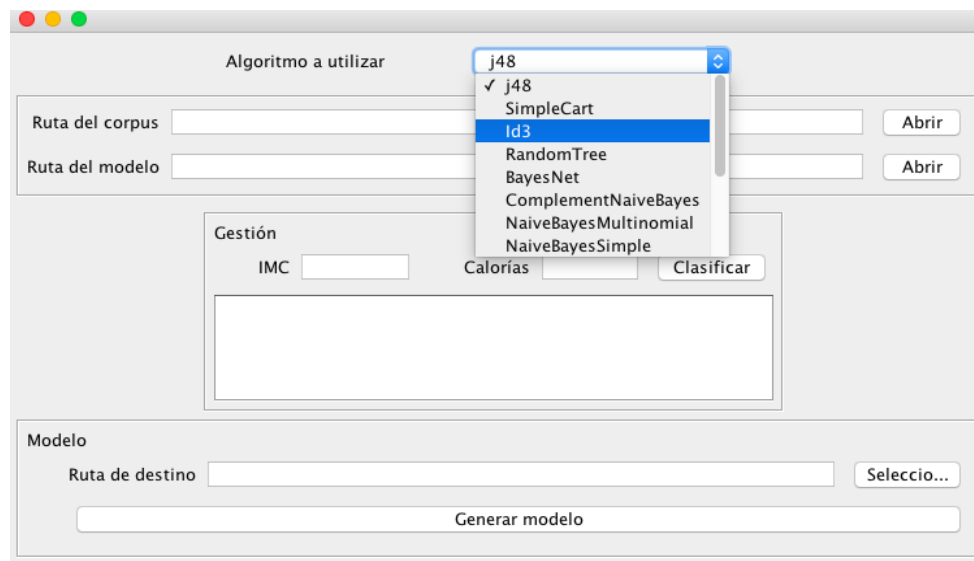 Algoritmo a utilizar j48
✓ j48
SimpleCart
Id3
RandomTree
BayesNet
ComplementNaiveBayes
NaiveBayesMultinomial
NaiveBayesSimple
Ruta del corpus Abrir
Ruta del modelo Abrir
Gestión
IMC Calorías Clasificar
Modelo
Ruta de destino Seleccio...
Generar modelo